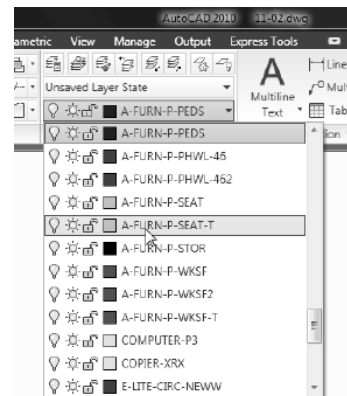 AutoCAD 2010 11-02.dwg
ametric View Manage Output Express Tools
Line
Unsaved Layer State
Multiline
Text
Mul
A-FURN-P-PEDS
Tab
A-FURN-P-PEDS
tion
A-FURN-P-PHWL-46
A-FURN-P-PHWL-462
A-FURN-P-SEAT
A-FURN-P-SEAT-T
A-FURN-P-STOR
A-FURN-P-WKSF
A-FURN-P-WKSF2
A-FURN-P-WKSF-T
COMPUTER-P3
COPIER-XRX
E-LITE-CIRC-NEWW